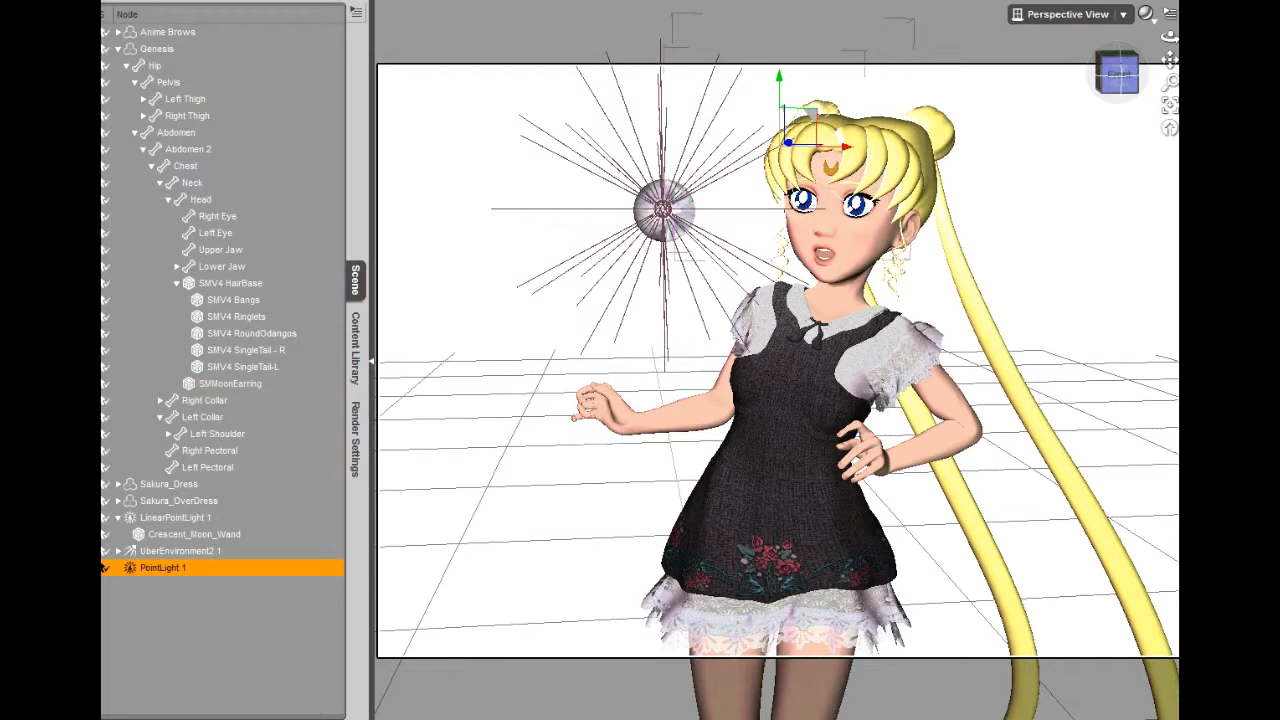 S Node
Anime Brows
Genesis
Hip
Pelvis
Left Thigh
Right Thigh
Abdomen
Abdomen 2
Chest
Neck
Head
Right Eye
Left Eye
Upper Jaw
Lower Jaw
SMV4 HairBase
SMV4 Bangs
SMV4 Ringlets
SMV4 RoundOdangos
SMV4 SingleTail - R
SMV4 SingleTail-L
SMMoonEarring
Right Collar
Left Collar
Left Shoulder
Right Pectoral
Left Pectoral
Sakura_Dress
Sakura_OverDress
LinearPointLight 1
Crescent_Moon_Wand
UberEnvironment2 1
PointLight 1
Scene
Content Library
Render Settings
Perspective View